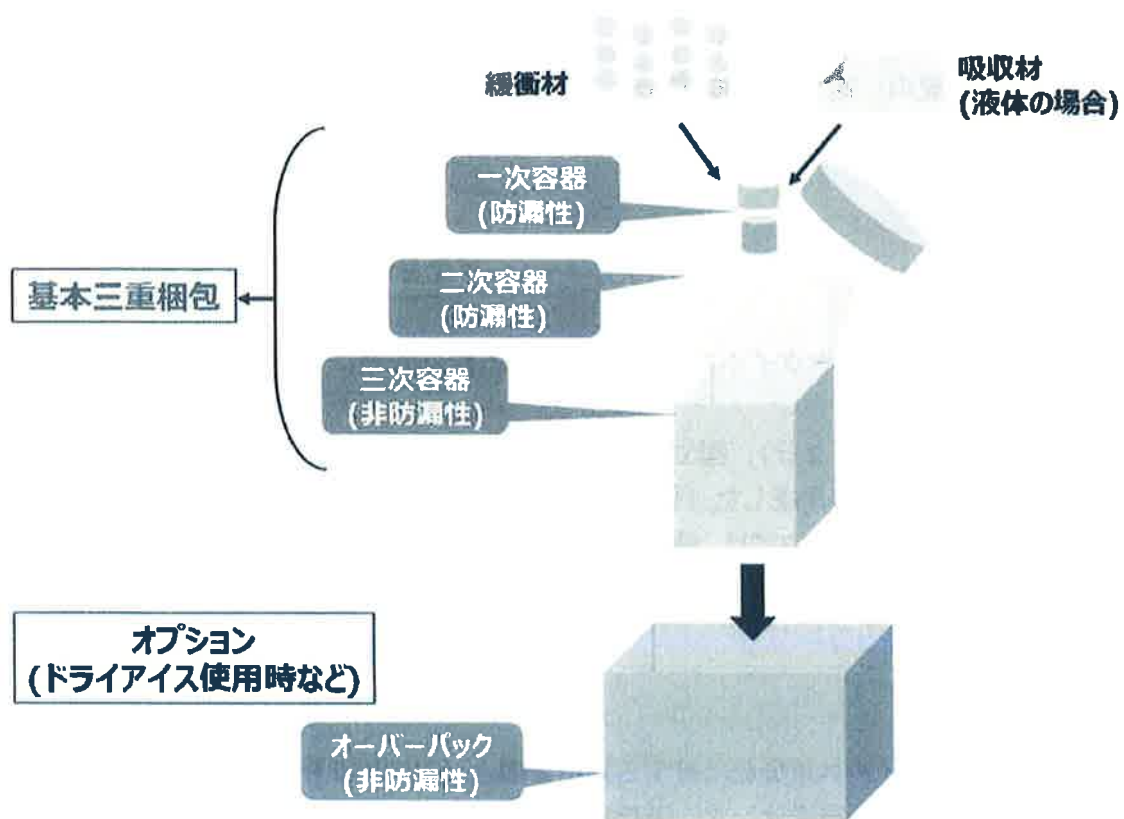 緩衝材
吸収材
(液体の場合)
一次容器
(防漏性)
二次容器
(防漏性)
基本三重梱包
三次容器
(非防漏性)
オプション
(ドライアイス使用時など)
オーバーパック
(非防漏性)